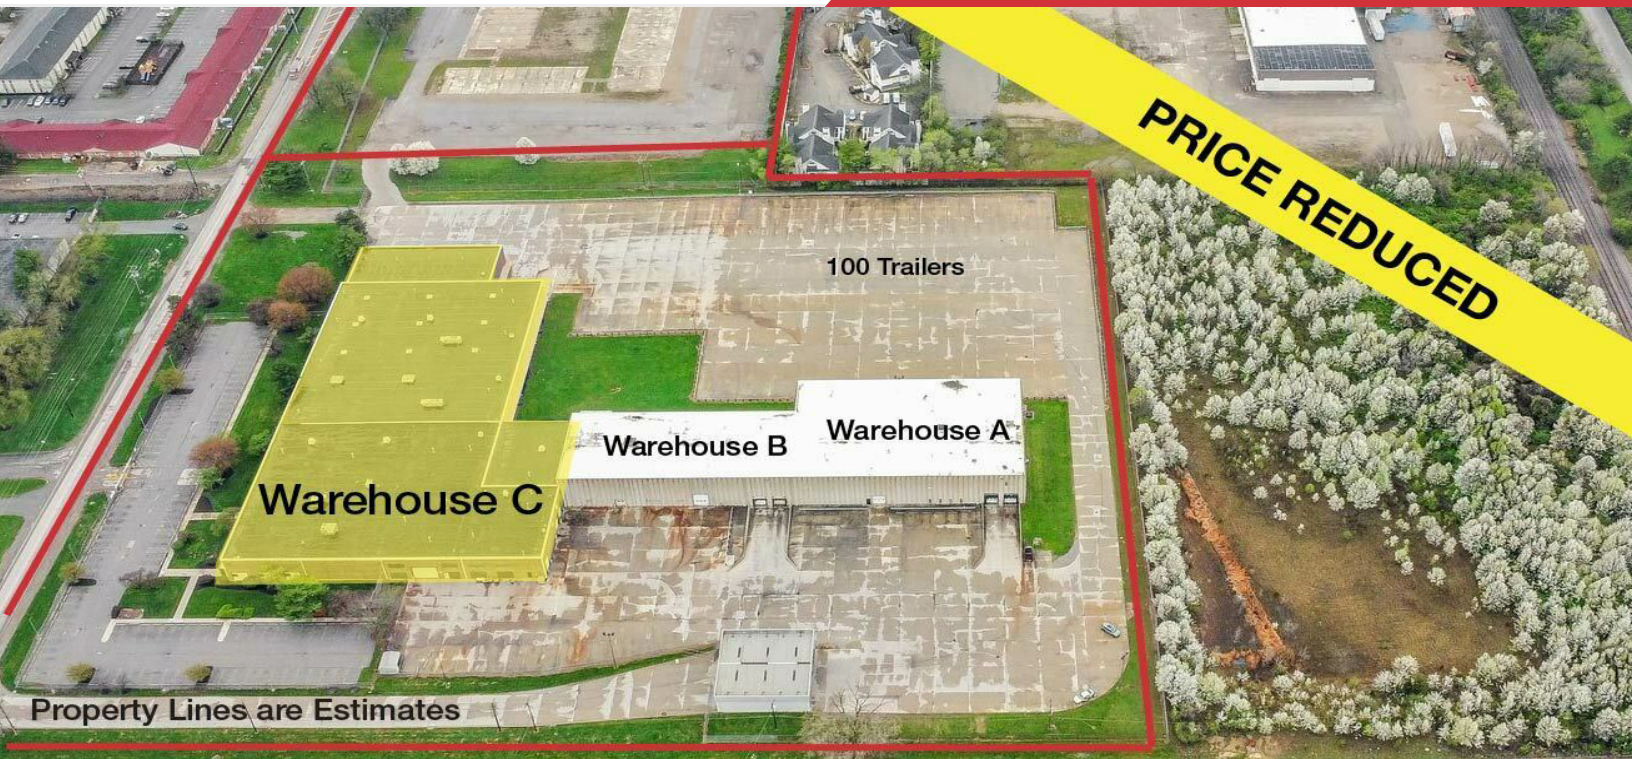 PRICE REDUCED
100 Trailers
Warehouse A
Warehouse B
Warehouse C
Property Lines are Estimates